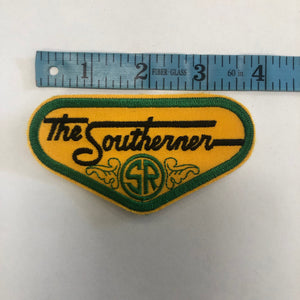 1 2 FIBER-GLASS 3 60 in 4
The
Southerner
SR